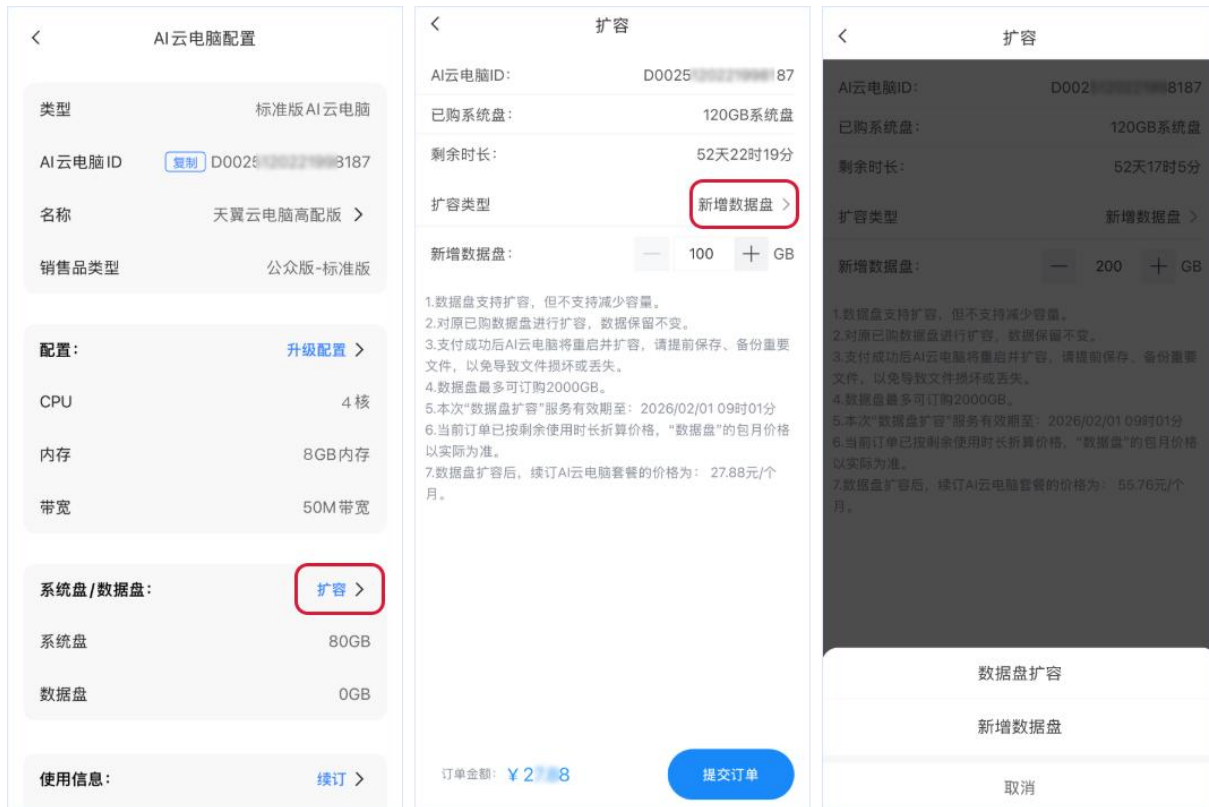 AI云电脑配置
类型 标准版AI云电脑
AI云电脑ID 复制 D0025 8187
名称 天翼云电脑高配版
销售品类型 公众版-标准版
配置: 升级配置
CPU 4核
内存 8GB内存
带宽 50M带宽
系统盘/数据盘: 扩容
系统盘 80GB
数据盘 0GB
使用信息: 续订
扩容
AI云电脑ID: D0025 87
已购系统盘: 120GB系统盘
剩余时长: 52天22时19分
扩容类型 新增数据盘
新增数据盘: — 100 + GB
1.数据盘支持扩容，但不支持减少容量。
2.对原已购数据盘进行扩容，数据保留不变。
3.支付成功后AI云电脑将重启并扩容，请提前保存、备份重要
文件，以免导致文件损坏或丢失。
4.数据盘最多可订购2000GB。
5.本次“数据盘扩容”服务有效期至: 2026/02/01 09时01分
6.当前订单已按剩余使用时长折算价格，“数据盘”的包月价格
以实际为准。
7.数据盘扩容后，续订AI云电脑套餐的价格为: 27.88元/个
月。
订单金额: ¥2 8 提交订单
扩容
AI云电脑ID: D002 8187
已购系统盘: 120GB系统盘
剩余时长: 52天17时5分
扩容类型 新增数据盘
新增数据盘: — 200 + GB
1.数据盘支持扩容，但不支持减少容量。
2.对原已购数据盘进行扩容，数据保留不变。
3.支付成功后AI云电脑将重启并扩容，请提前保存、备份重要
文件，以免导致文件损坏或丢失。
4.数据盘最多可订购2000GB。
5.本次“数据盘扩容”服务有效期至: 2026/02/01 09时01分
6.当前订单已按剩余使用时长折算价格，“数据盘”的包月价格
以实际为准。
7.数据盘扩容后，续订AI云电脑套餐的价格为: 55.76元/个
月。
数据盘扩容
新增数据盘
取消